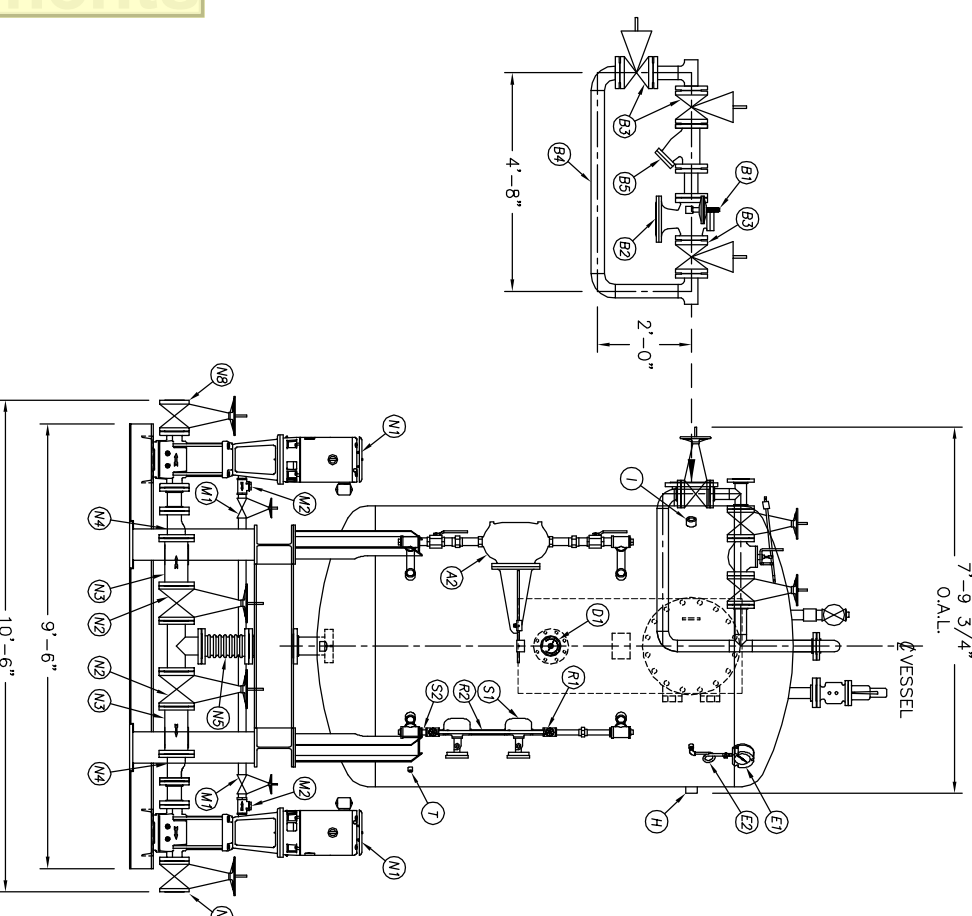 B3
B4
B5
B1
B3
B2
4'-8"
2'-0"
7'-9 3/4"
O.A.L.
℄ VESSEL
N8
N1
M2
M1
N4
N3
N2
N5
N2
N3
N4
M1
M2
N1
I
A2
D1
R1
S1
R2
S2
T
H
E2
E1
9'-6"
10'-6"